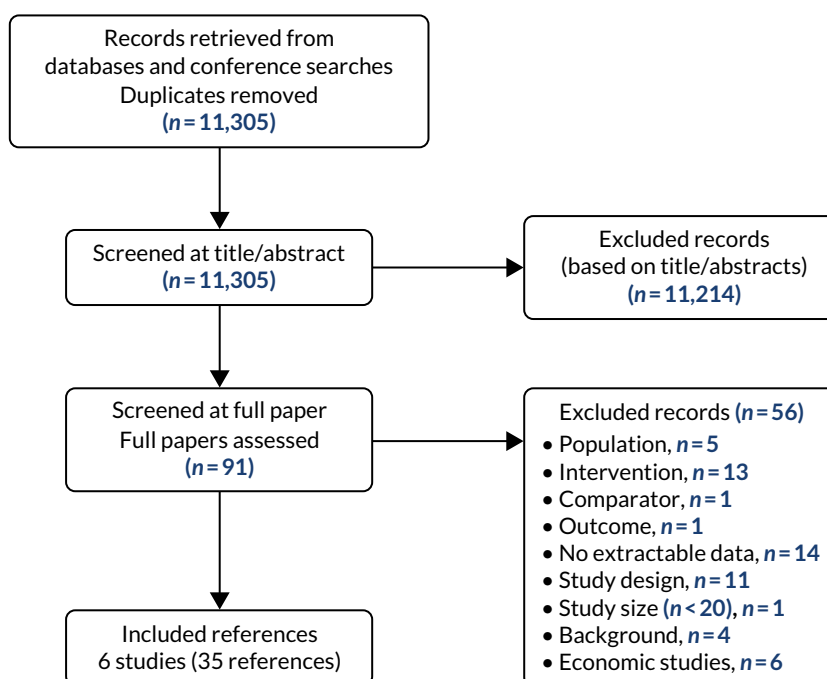 Records retrieved from
databases and conference searches
Duplicates removed
(n = 11,305)
Screened at title/abstract
(n = 11,305)
Excluded records
(based on title/abstracts)
(n = 11,214)
Screened at full paper
Full papers assessed
(n = 91)
Excluded records (n = 56)
• Population, n = 5
• Intervention, n = 13
• Comparator, n = 1
• Outcome, n = 1
• No extractable data, n = 14
• Study design, n = 11
• Study size (n < 20), n = 1
• Background, n = 4
• Economic studies, n = 6
Included references
6 studies (35 references)